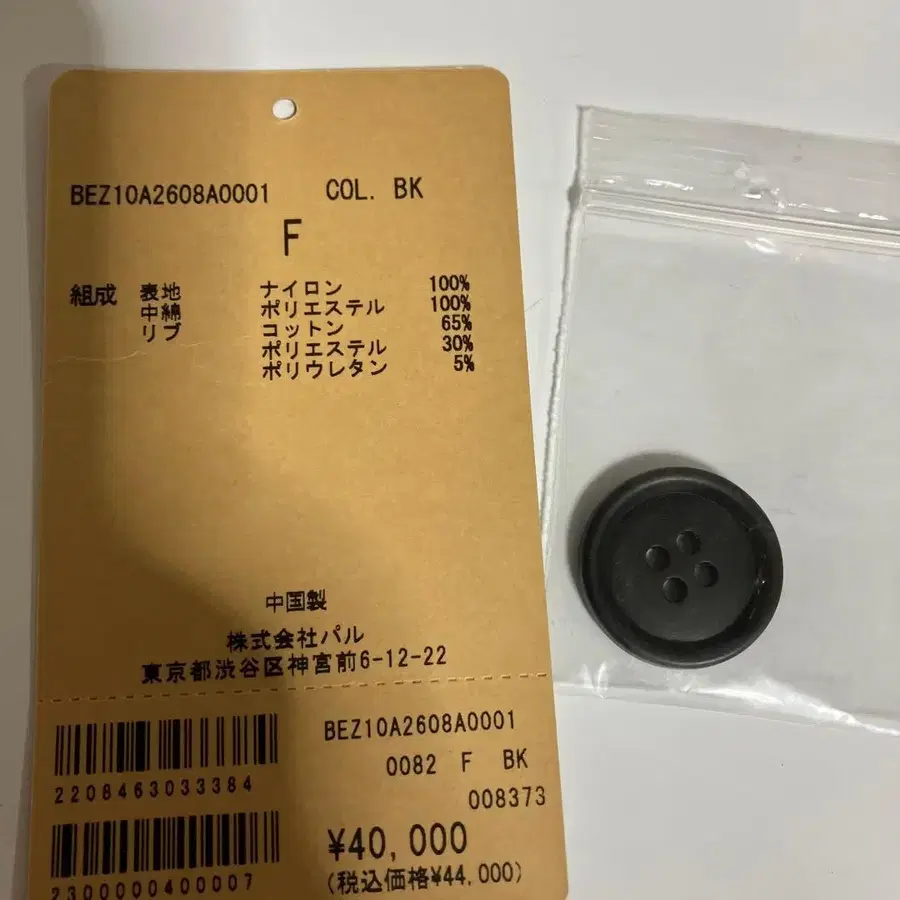 BEZ10A2608A0001 COL. BK
F
組成 表地 ナイロン 100%
中綿 ポリエステル 100%
リブ コットン 65%
ポリエステル 30%
ポリウレタン 5%
中国製
株式会社パル
東京都渋谷区神宮前6-12-22
BEZ10A2608A0001
0082 F BK
2208463033384
008373
¥40,000
(税込価格¥44,000)
2300000400007